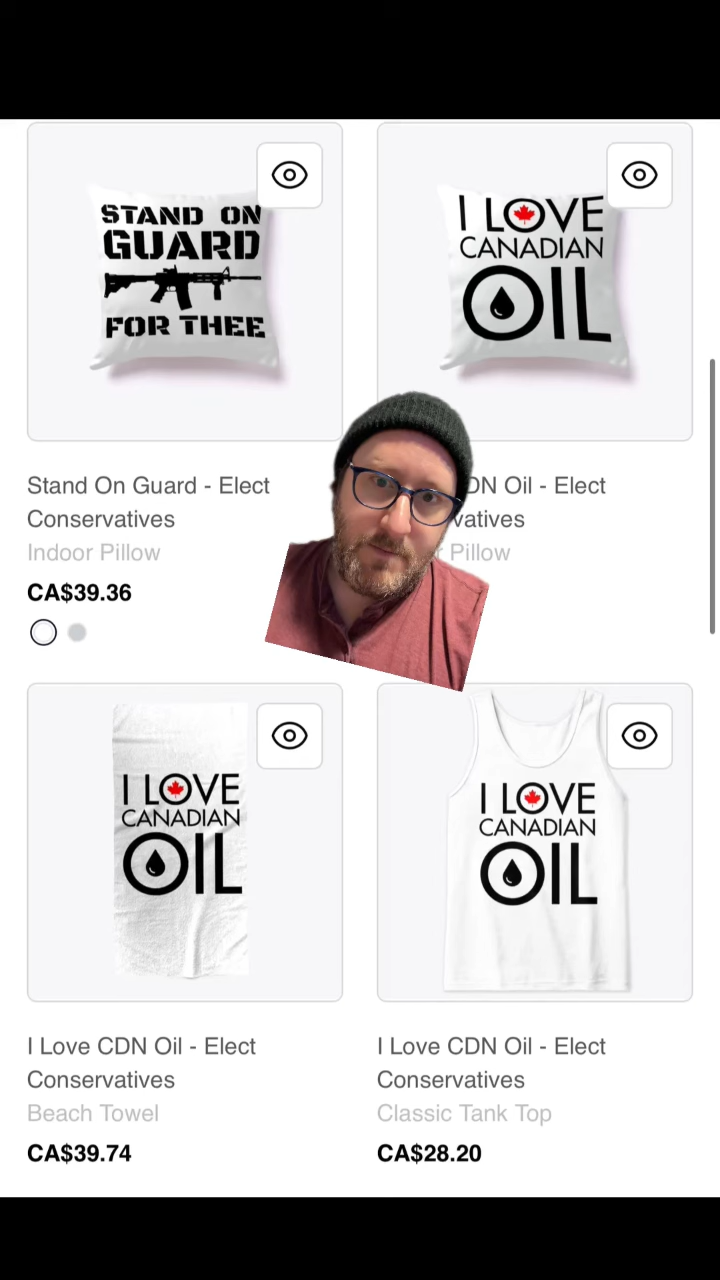 STAND ON
GUARD
FOR THEE
I LOVE
CANADIAN
OIL
Stand On Guard - Elect
Conservatives
Indoor Pillow
CA$39.36
DN Oil - Elect
vatives
Pillow
I LOVE
CANADIAN
OIL
I LOVE
CANADIAN
OIL
I Love CDN Oil - Elect
Conservatives
Beach Towel
CA$39.74
I Love CDN Oil - Elect
Conservatives
Classic Tank Top
CA$28.20